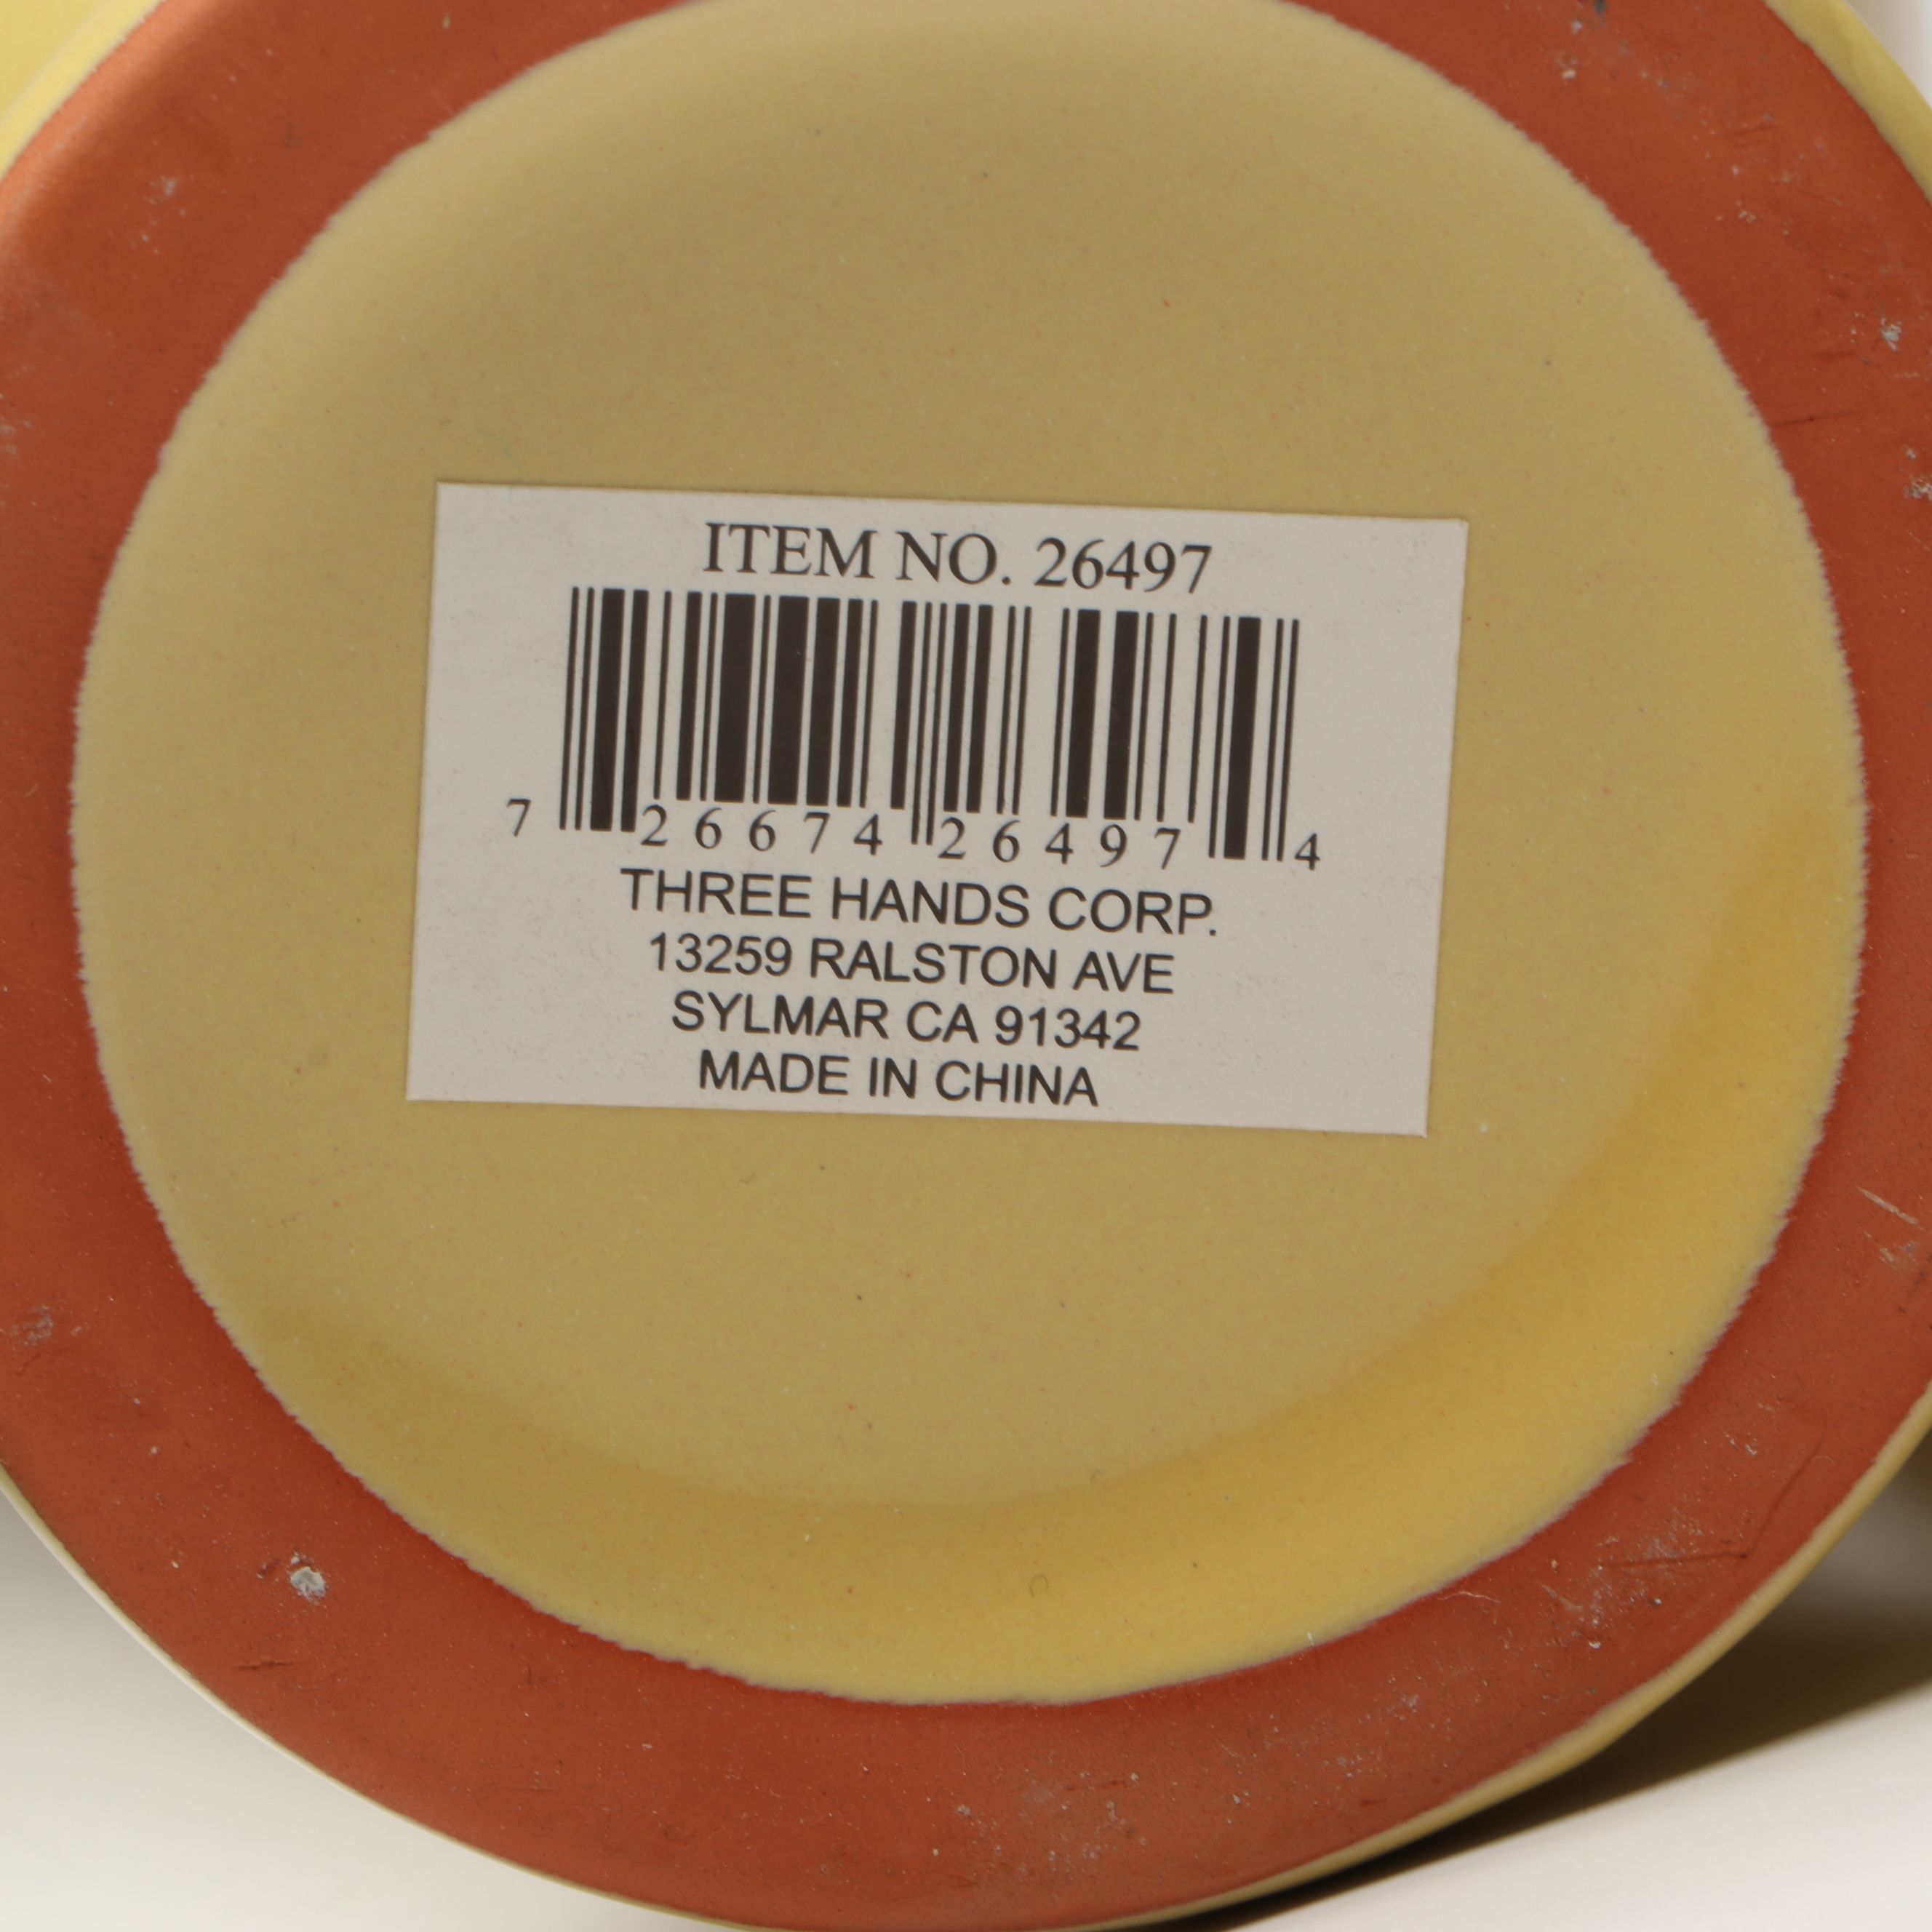 ITEM NO. 26497
7 26674 26497 4
THREE HANDS CORP.
13259 RALSTON AVE
SYLMAR CA 91342
MADE IN CHINA